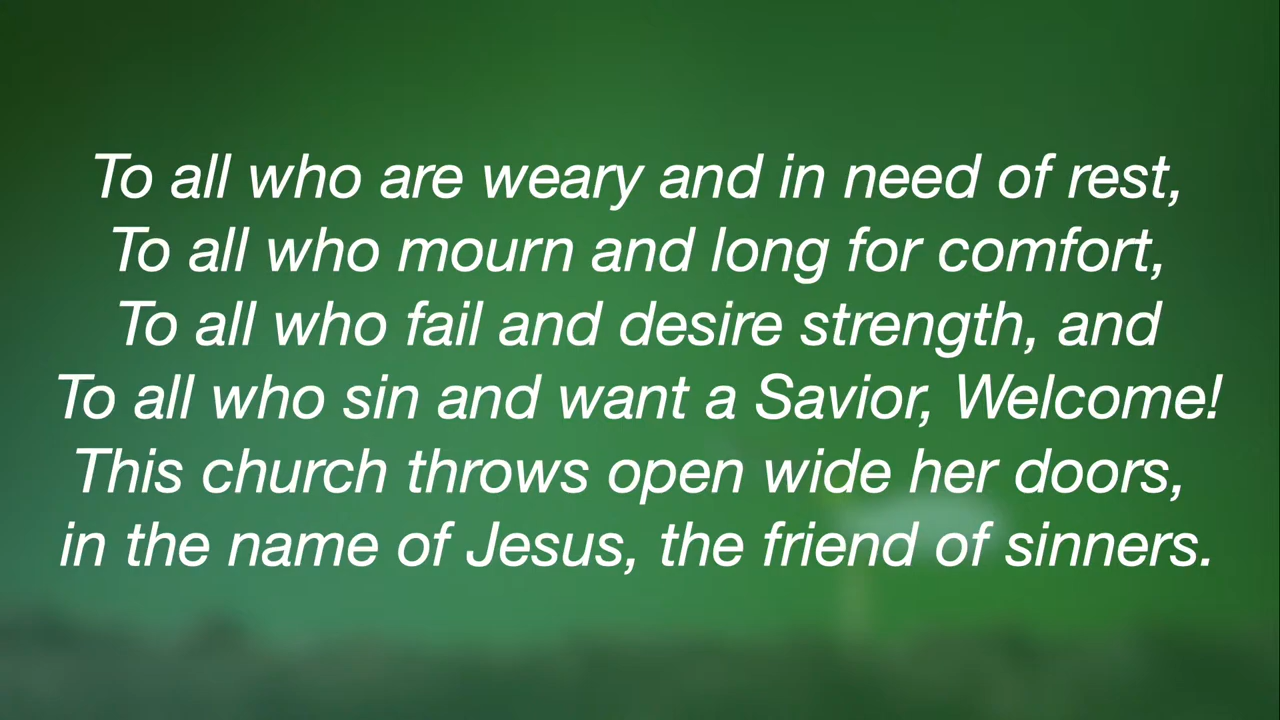 To all who are weary and in need of rest,
To all who mourn and long for comfort,
To all who fail and desire strength, and
To all who sin and want a Savior, Welcome!
This church throws open wide her doors,
in the name of Jesus, the friend of sinners.